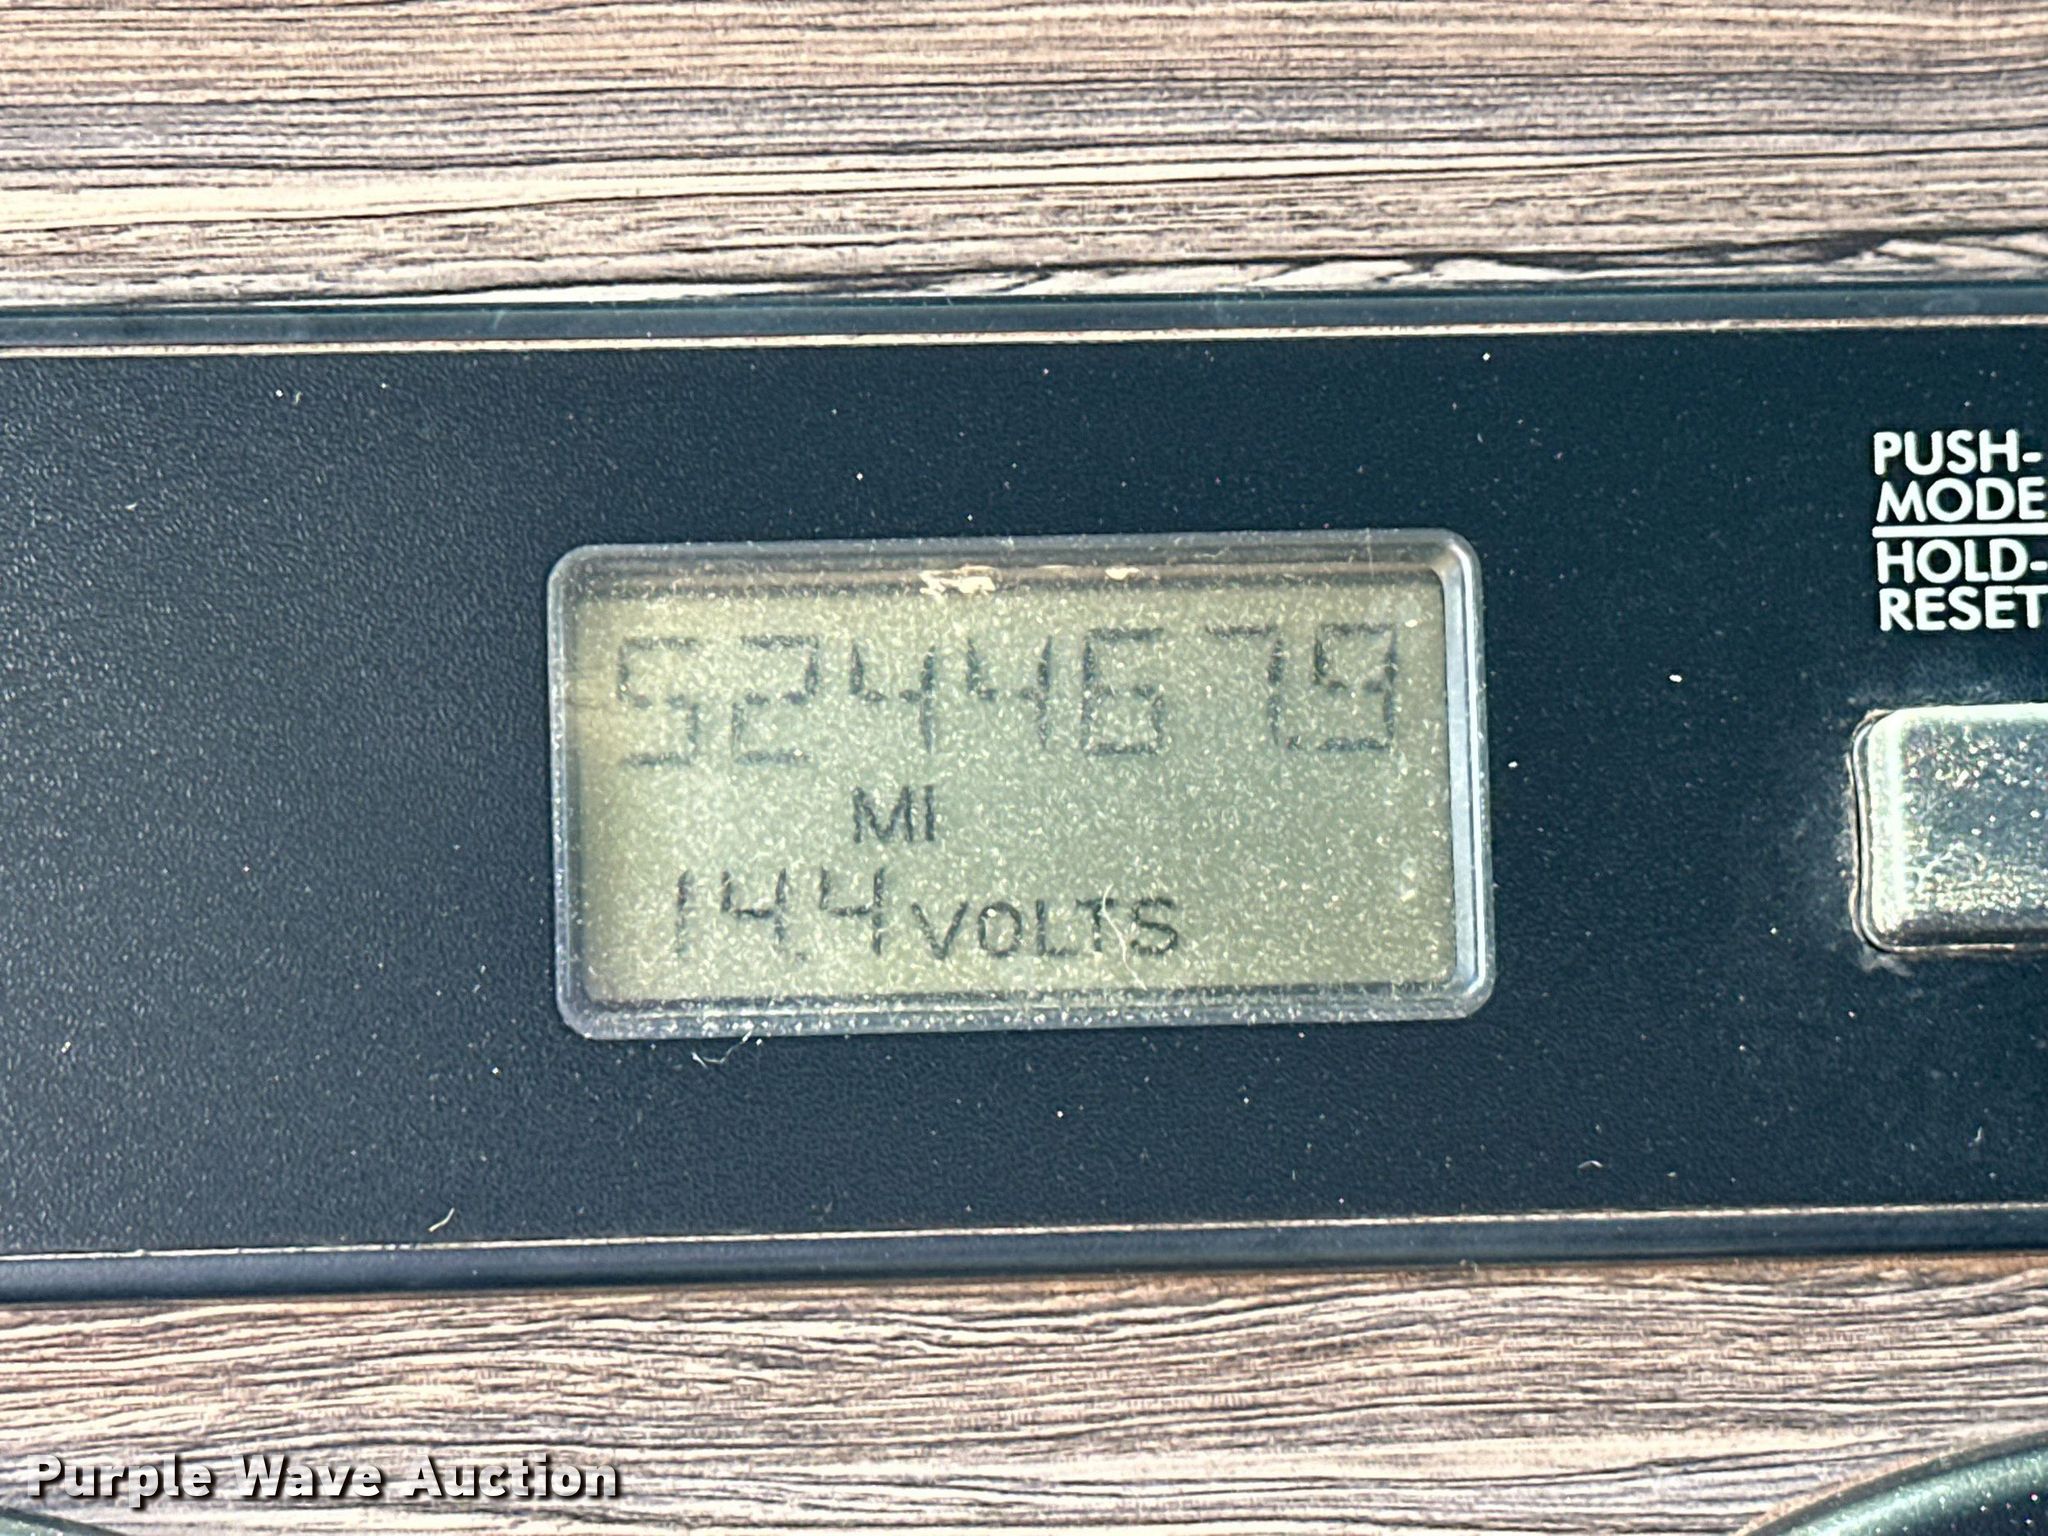 PUSH-
MODE
HOLD-
RESET
524467.9
MI
14.4 VOLTS
Purple Wave Auction